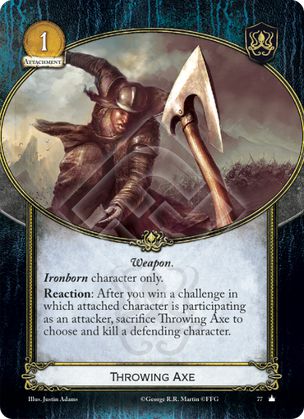 1
ATTACHMENT
Weapon.
Ironborn character only.
Reaction: After you win a challenge in
which attached character is participating
as an attacker, sacrifice Throwing Axe to
choose and kill a defending character.
THROWING AXE
Illus. Justin Adams ©George R.R. Martin ©FFG 77